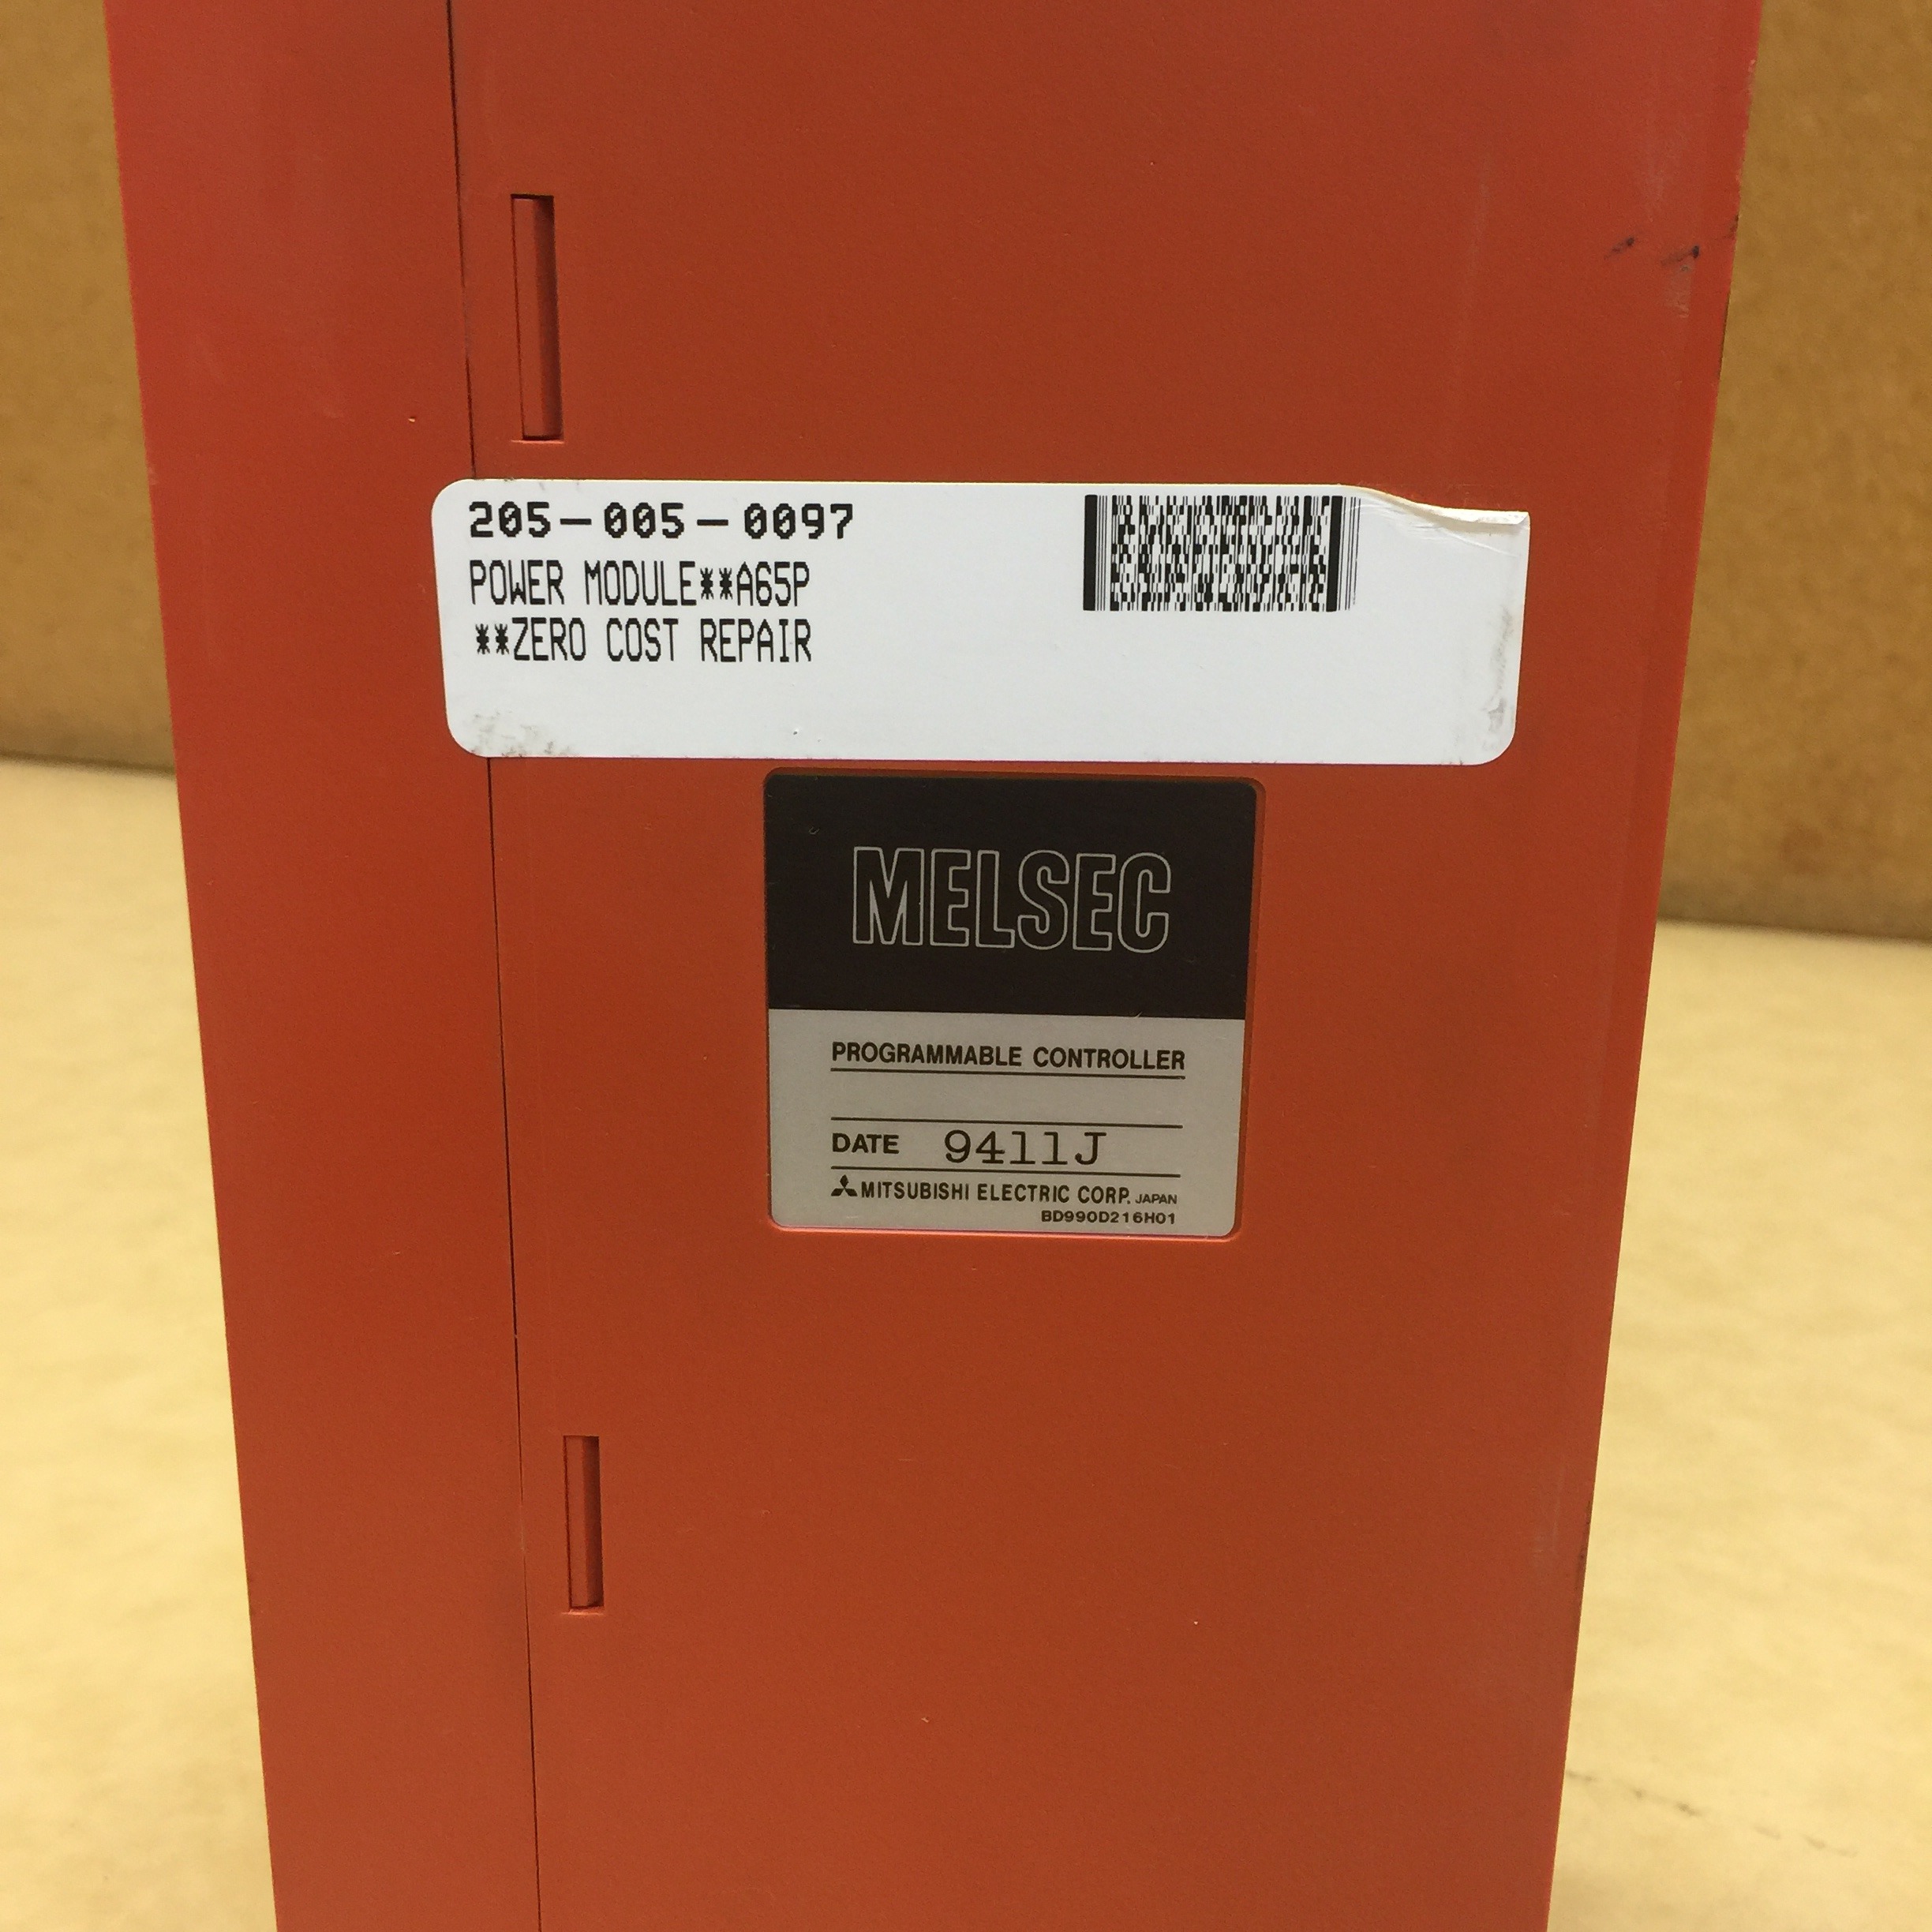 205-005-0097
POWER MODULE**A65P
**ZERO COST REPAIR
MELSEC
PROGRAMMABLE CONTROLLER
DATE 9411J
MITSUBISHI ELECTRIC CORP. JAPAN
BD990D216H01